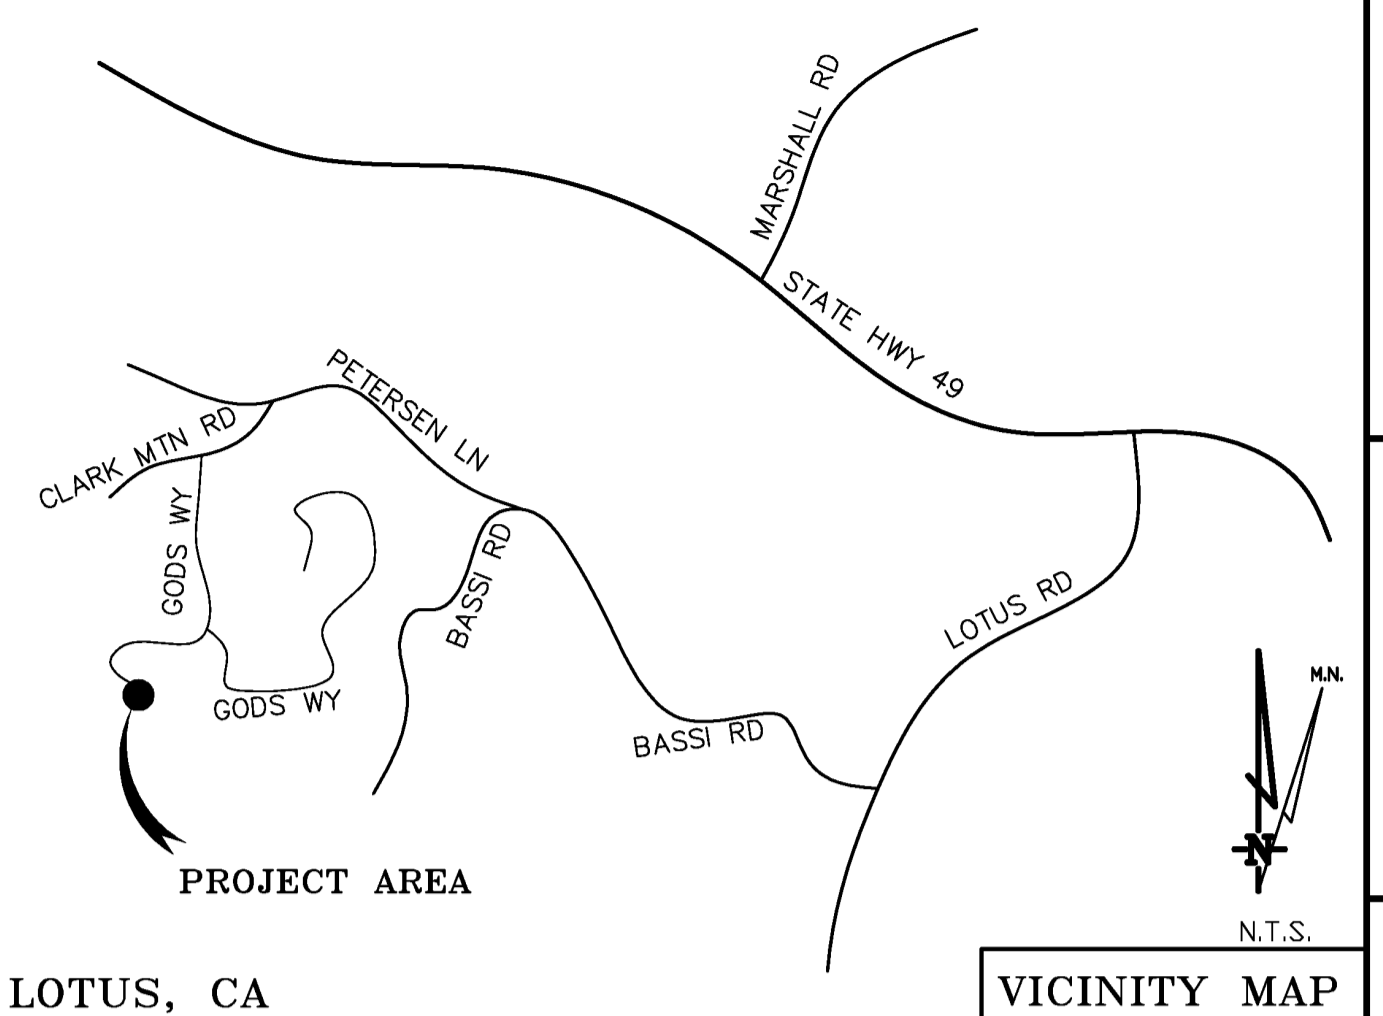 MARSHALL RD
STATE HWY 49
PETERSEN LN
CLARK MTN RD
GODS WY
BASSI RD
LOTUS RD
GODS WY
BASSI RD
M.N.
N
PROJECT AREA
N.T.S.
LOTUS, CA
VICINITY MAP